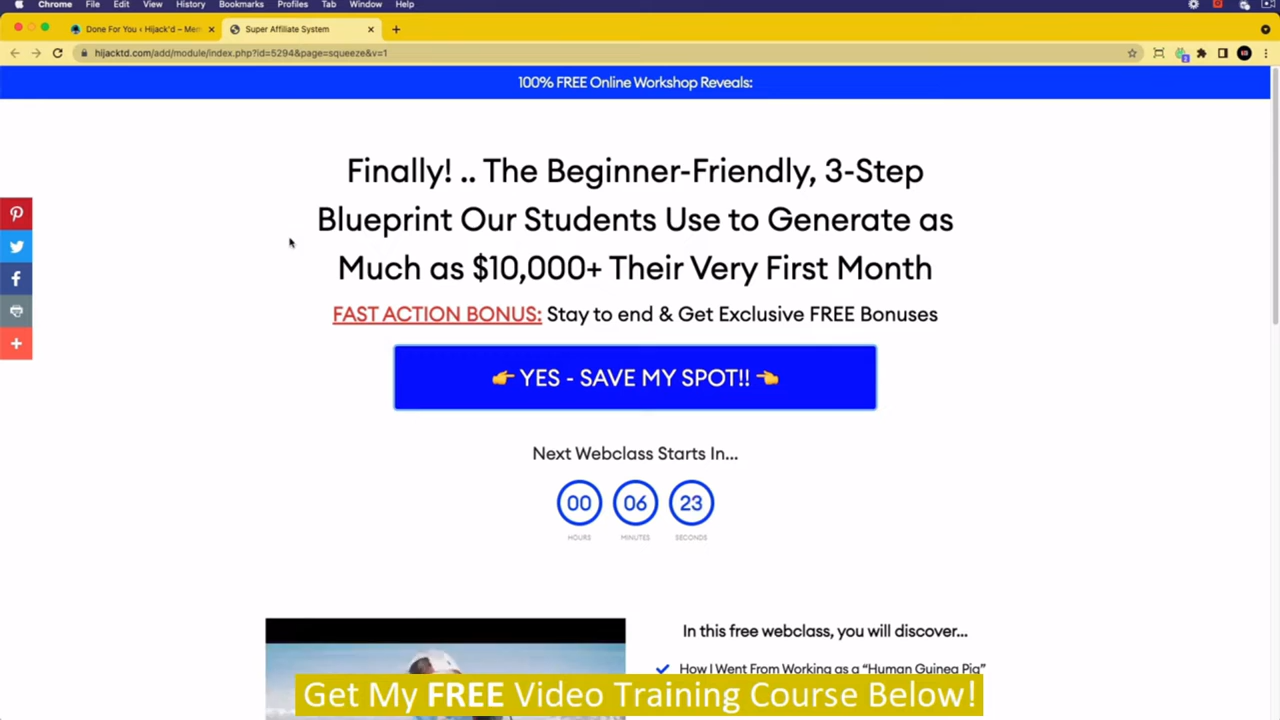 Chrome File Edit View History Bookmarks Profiles Tab Window Help
Done For You ‹ Hijack'd – Mem
Super Affiliate System
hijacktd.com/add/module/index.php?id=5294&page=squeeze&v=1
100% FREE Online Workshop Reveals:
Finally! .. The Beginner-Friendly, 3-Step
Blueprint Our Students Use to Generate as
Much as $10,000+ Their Very First Month
FAST ACTION BONUS: Stay to end & Get Exclusive FREE Bonuses
👉 YES - SAVE MY SPOT!! 👈
Next Webclass Starts In...
00 06 23
HOURS MINUTES SECONDS
In this free webclass, you will discover...
How I Went From Working as a “Human Guinea Pig”
Get My FREE Video Training Course Below!